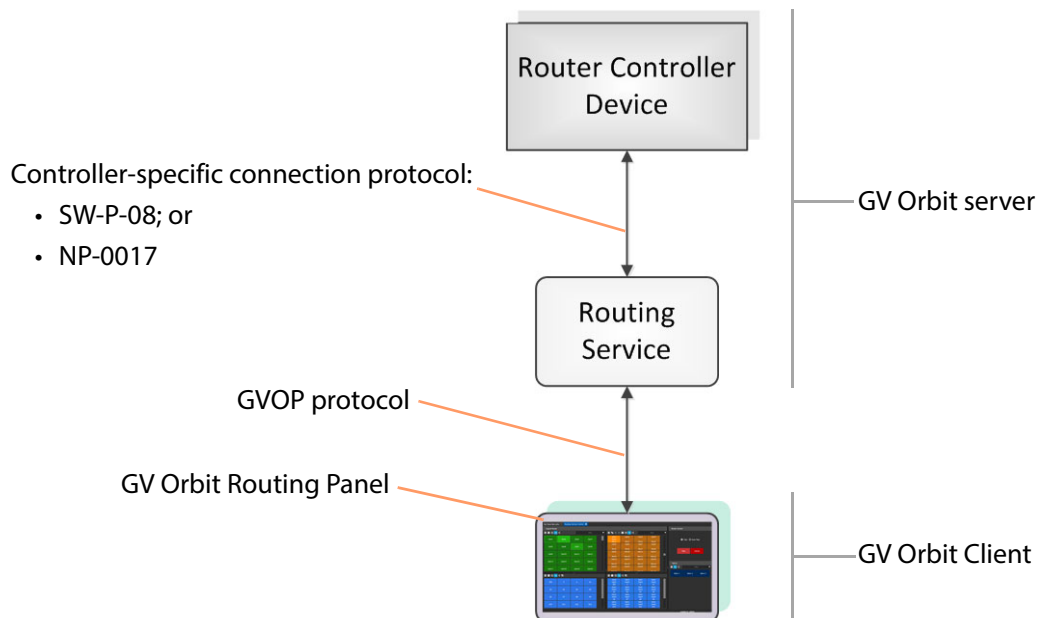 Router Controller
Device
Controller-specific connection protocol:
• SW-P-08; or
• NP-0017
GV Orbit server
Routing
Service
GVOP protocol
GV Orbit Routing Panel
GV Orbit Client